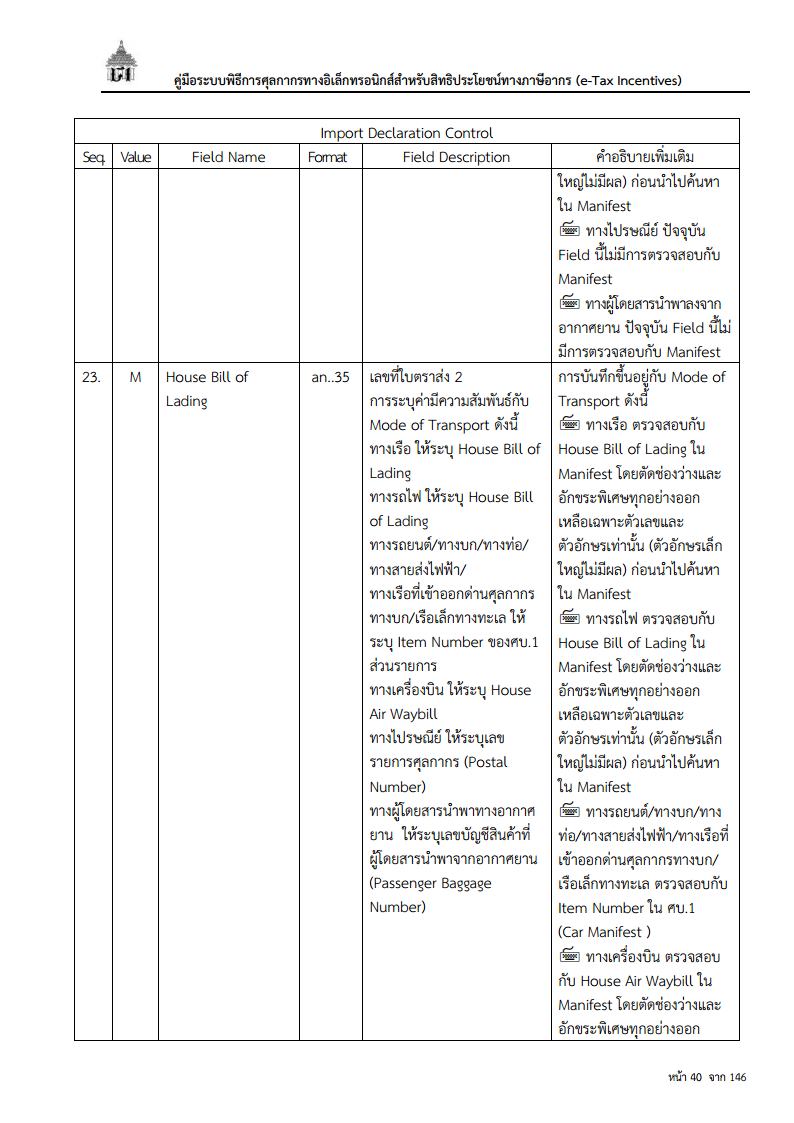 คู่มือระบบพิธีการศุลกากรทางอิเล็กทรอนิกส์สำหรับสิทธิประโยชน์ทางภาษีอากร (e-Tax Incentives)
Import Declaration Control
Seq. Value Field Name Format Field Description คำอธิบายเพิ่มเติม
ใหญ่ไม่มีผล) ก่อนนำไปค้นหา
ใน Manifest
ทางไปรษณีย์ ปัจจุบัน
Field นี้ไม่มีการตรวจสอบกับ
Manifest
ทางผู้โดยสารนำพาลงจาก
อากาศยาน ปัจจุบัน Field นี้ไม่
มีการตรวจสอบกับ Manifest
23. M House Bill of
Lading
an..35
เลขที่ใบตราส่ง 2
การระบุค่ามีความสัมพันธ์กับ
Mode of Transport ดังนี้
ทางเรือ ให้ระบุ House Bill of
Lading
ทางรถไฟ ให้ระบุ House Bill
of Lading
ทางรถยนต์/ทางบก/ทางท่อ/
ทางสายส่งไฟฟ้า/
ทางเรือที่เข้าออกด่านศุลกากร
ทางบก/เรือเล็กทางทะเล ให้
ระบุ Item Number ของศบ.1
ส่วนรายการ
ทางเครื่องบิน ให้ระบุ House
Air Waybill
ทางไปรษณีย์ ให้ระบุเลข
รายการศุลกากร (Postal
Number)
ทางผู้โดยสารนำพาทางอากาศ
ยาน ให้ระบุเลขบัญชีสินค้าที่
ผู้โดยสารนำพาจากอากาศยาน
(Passenger Baggage
Number)
การบันทึกขึ้นอยู่กับ Mode of
Transport ดังนี้
ทางเรือ ตรวจสอบกับ
House Bill of Lading ใน
Manifest โดยตัดช่องว่างและ
อักขระพิเศษทุกอย่างออก
เหลือเฉพาะตัวเลขและ
ตัวอักษรเท่านั้น (ตัวอักษรเล็ก
ใหญ่ไม่มีผล) ก่อนนำไปค้นหา
ใน Manifest
ทางรถไฟ ตรวจสอบกับ
House Bill of Lading ใน
Manifest โดยตัดช่องว่างและ
อักขระพิเศษทุกอย่างออก
เหลือเฉพาะตัวเลขและ
ตัวอักษรเท่านั้น (ตัวอักษรเล็ก
ใหญ่ไม่มีผล) ก่อนนำไปค้นหา
ใน Manifest
ทางรถยนต์/ทางบก/ทาง
ท่อ/ทางสายส่งไฟฟ้า/ทางเรือที่
เข้าออกด่านศุลกากรทางบก/
เรือเล็กทางทะเล ตรวจสอบกับ
Item Number ใน ศบ.1
(Car Manifest )
ทางเครื่องบิน ตรวจสอบ
กับ House Air Waybill ใน
Manifest โดยตัดช่องว่างและ
อักขระพิเศษทุกอย่างออก
หน้า 40 จาก 146